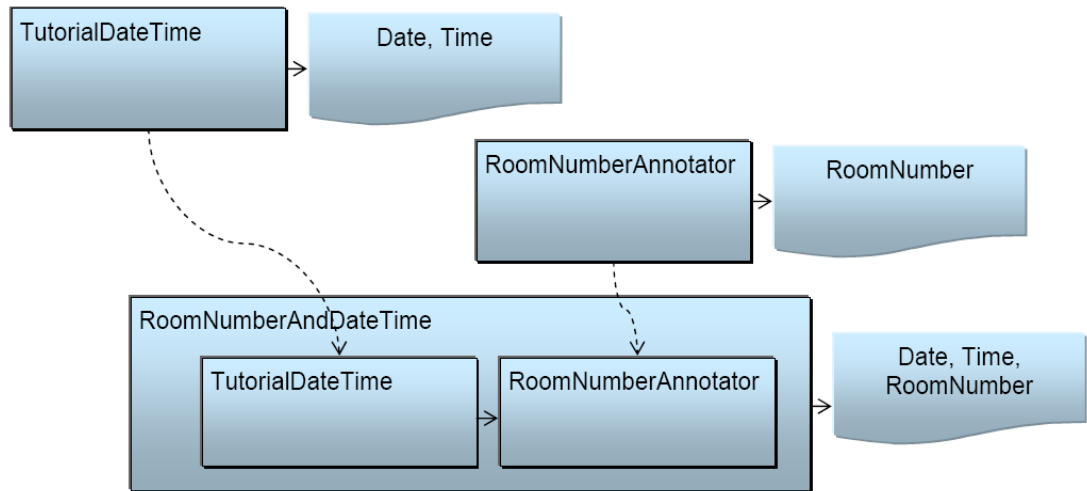 TutorialDateTime
Date, Time
RoomNumberAnnotator
RoomNumber
RoomNumberAndDateTime
TutorialDateTime
RoomNumberAnnotator
Date, Time,
RoomNumber